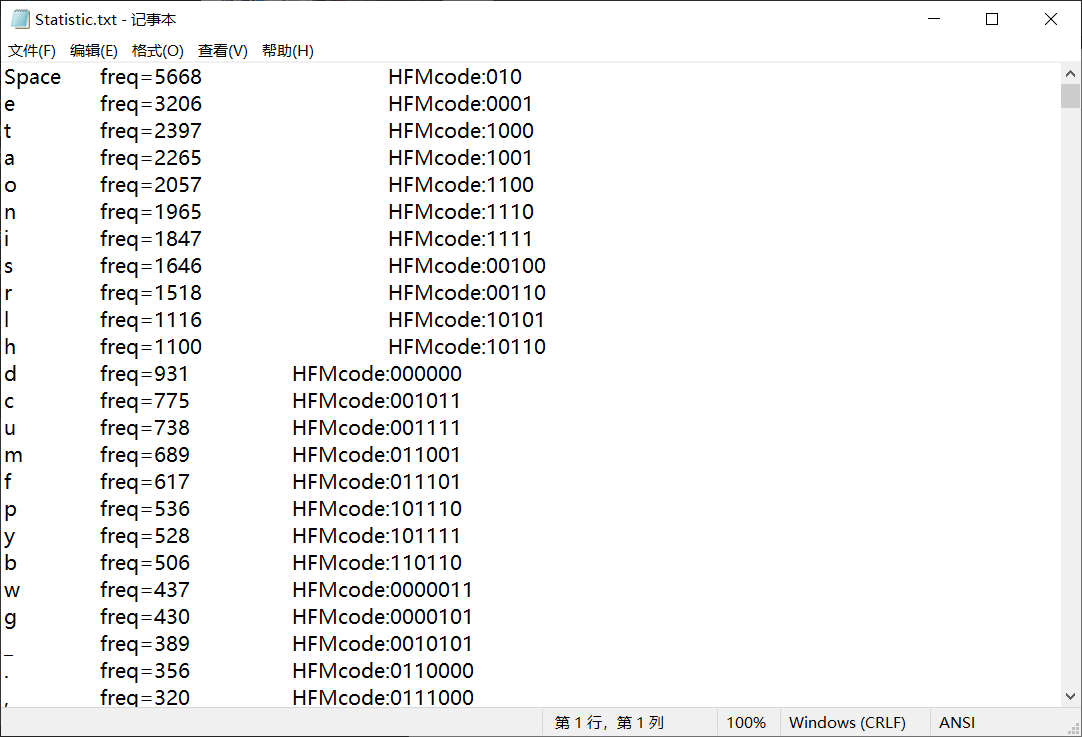 Statistic.txt - 记事本
文件(F) 编辑(E) 格式(O) 查看(V) 帮助(H)
Space freq=5668 HFMcode:010
e freq=3206 HFMcode:0001
t freq=2397 HFMcode:1000
a freq=2265 HFMcode:1001
o freq=2057 HFMcode:1100
n freq=1965 HFMcode:1110
i freq=1847 HFMcode:1111
s freq=1646 HFMcode:00100
r freq=1518 HFMcode:00110
l freq=1116 HFMcode:10101
h freq=1100 HFMcode:10110
d freq=931 HFMcode:000000
c freq=775 HFMcode:001011
u freq=738 HFMcode:001111
m freq=689 HFMcode:011001
f freq=617 HFMcode:011101
p freq=536 HFMcode:101110
y freq=528 HFMcode:101111
b freq=506 HFMcode:110110
w freq=437 HFMcode:0000011
g freq=430 HFMcode:0000101
_ freq=389 HFMcode:0010101
. freq=356 HFMcode:0110000
, freq=320 HFMcode:0111000
第 1 行，第 1 列 100% Windows (CRLF) ANSI